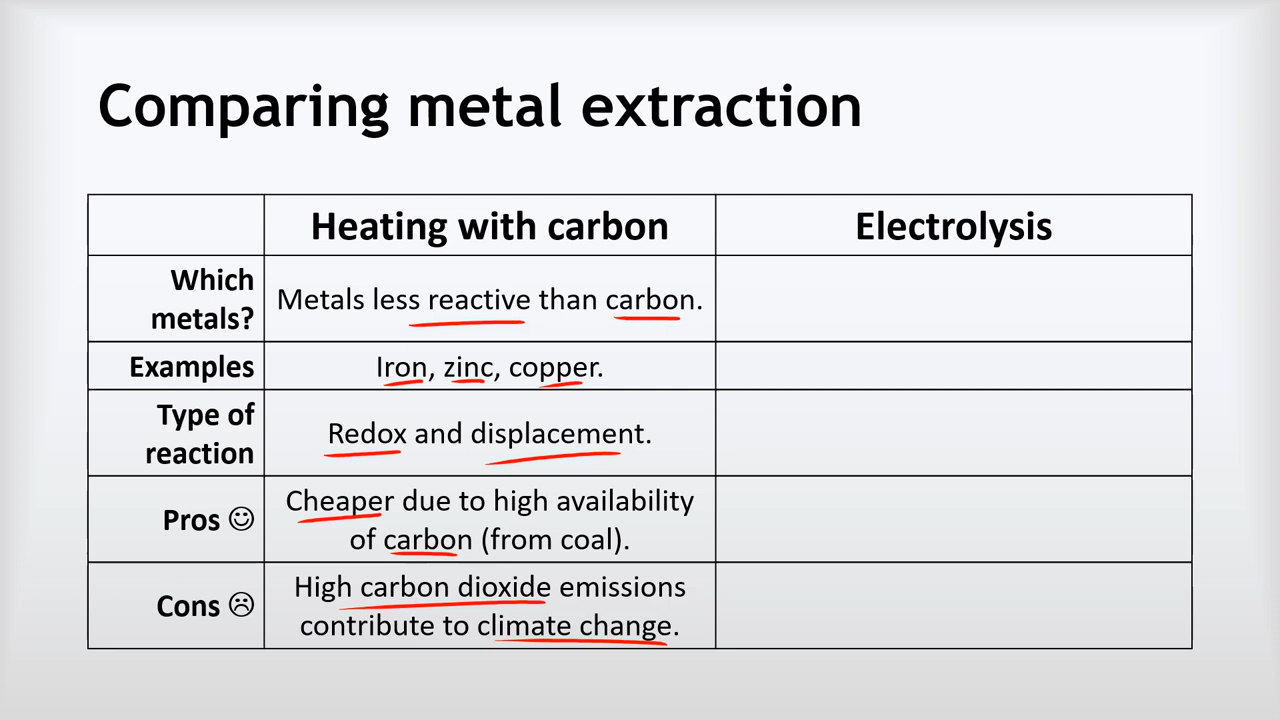 Comparing metal extraction
Heating with carbon
Electrolysis
Which
metals?
Metals less reactive than carbon.
Examples
Iron, zinc, copper.
Type of
reaction
Redox and displacement.
Pros ☺
Cheaper due to high availability
of carbon (from coal).
Cons ☹
High carbon dioxide emissions
contribute to climate change.